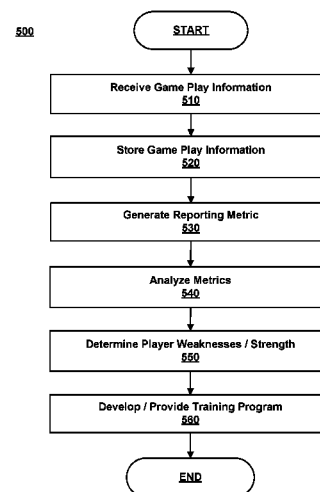 500
START
Receive Game Play Information
510
Store Game Play Information
520
Generate Reporting Metric
530
Analyze Metrics
540
Determine Player Weaknesses / Strength
550
Develop / Provide Training Program
560
END